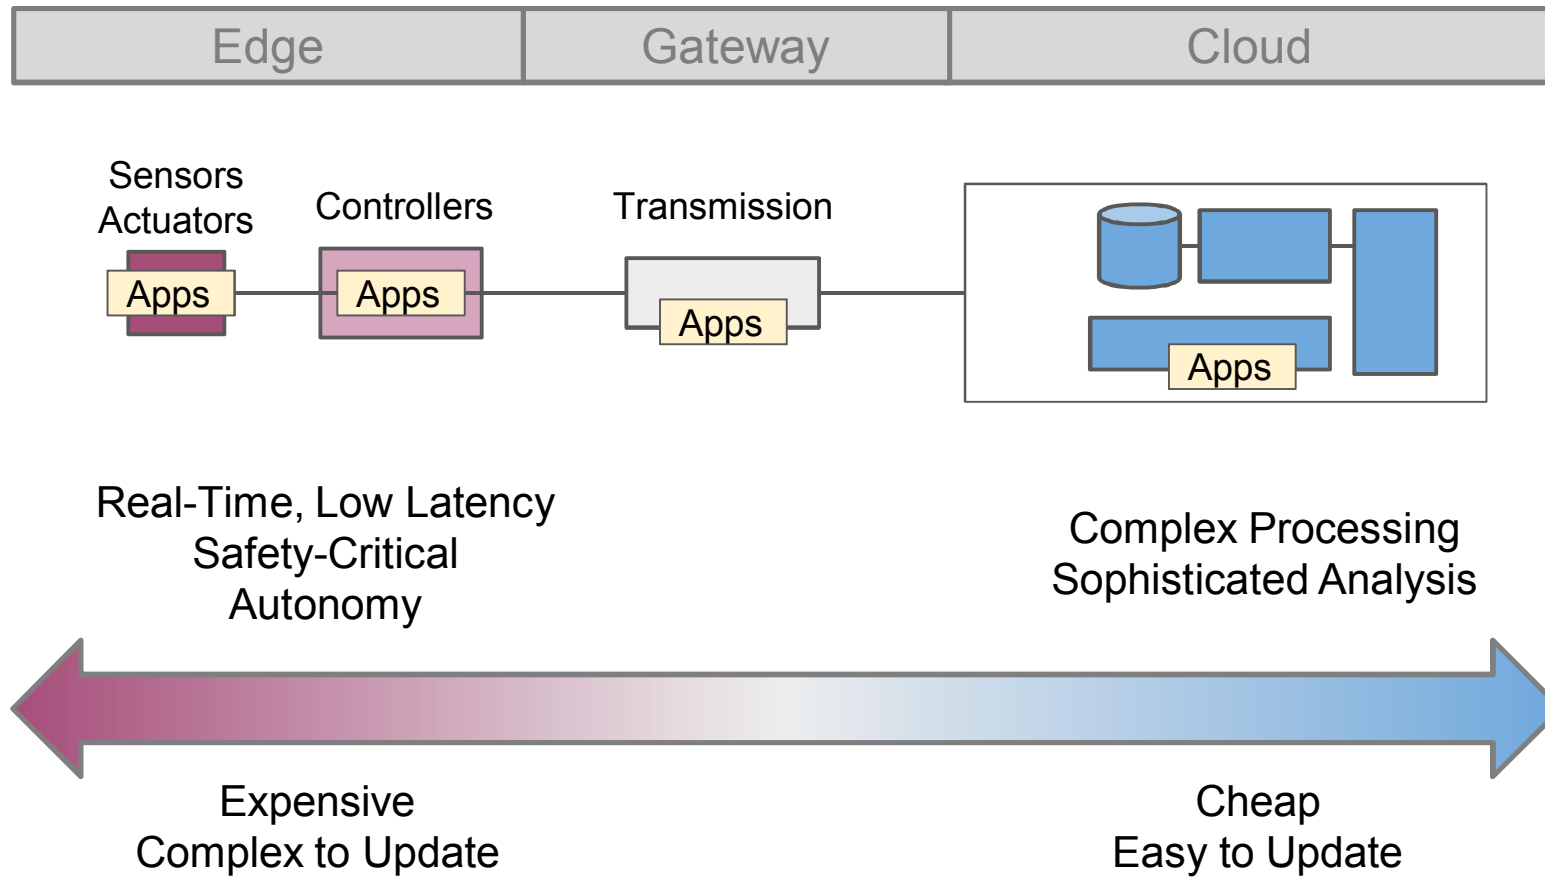 Edge
Gateway
Cloud
Sensors
Actuators
Controllers
Transmission
Apps
Apps
Apps
Apps
Real-Time, Low Latency
Safety-Critical
Autonomy
Complex Processing
Sophisticated Analysis
Expensive
Complex to Update
Cheap
Easy to Update